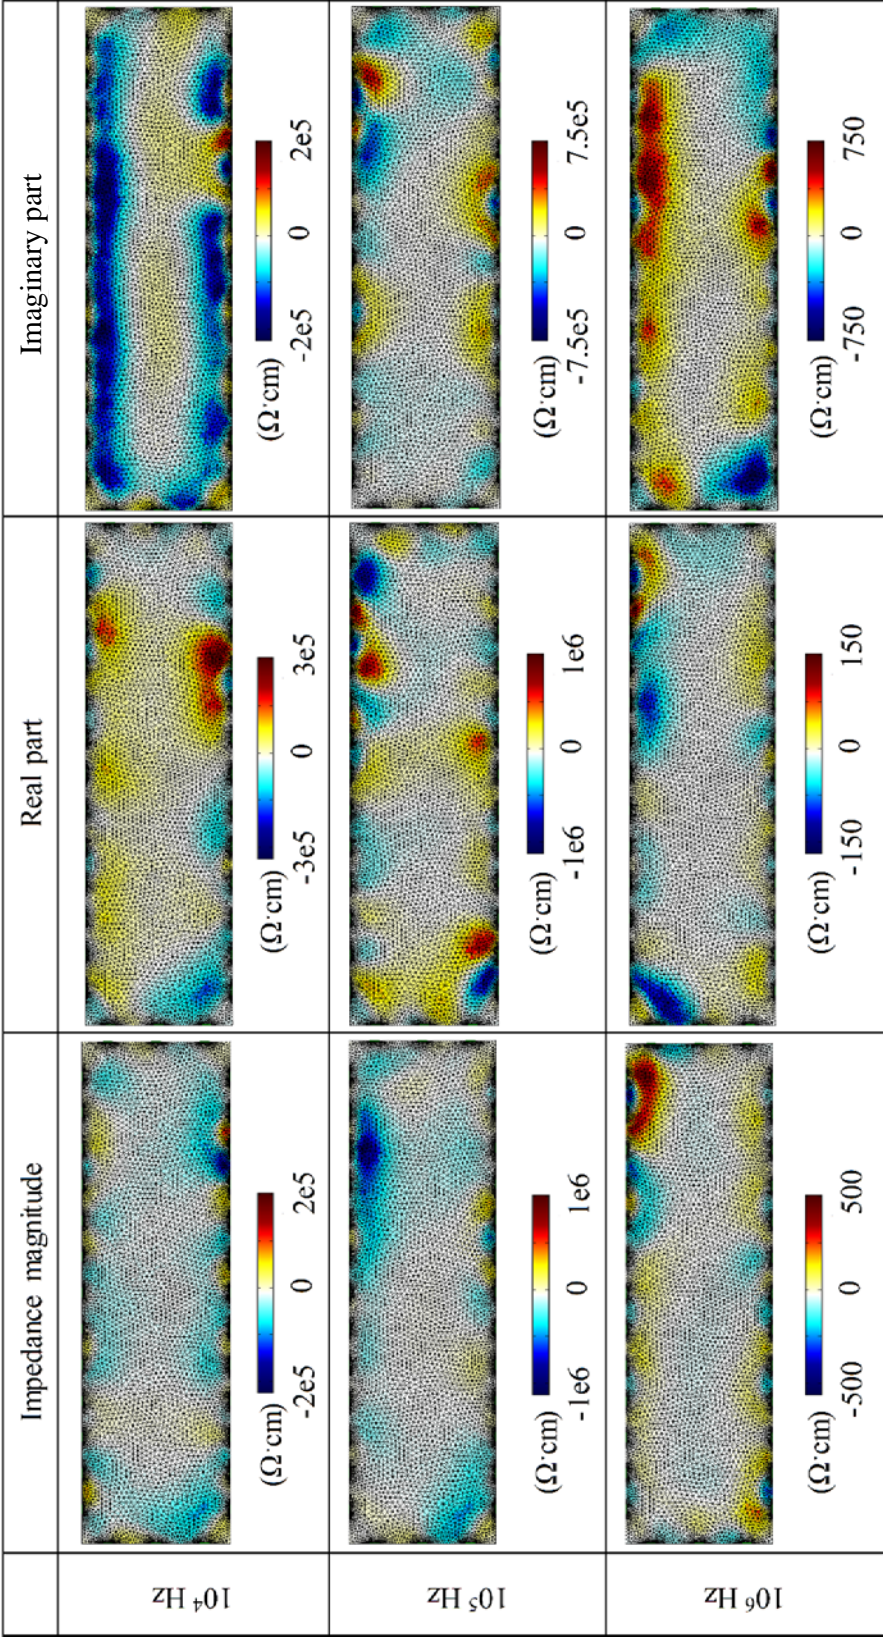 Impedance magnitude
Real part
Imaginary part
10⁴ Hz
(Ω·cm)
-2e5
0
2e5
(Ω·cm)
-3e5
0
3e5
(Ω·cm)
-2e5
0
2e5
10⁵ Hz
(Ω·cm)
-1e6
0
1e6
(Ω·cm)
-1e6
0
1e6
(Ω·cm)
-7.5e5
0
7.5e5
10⁶ Hz
(Ω·cm)
-500
0
500
(Ω·cm)
-150
0
150
(Ω·cm)
-750
0
750